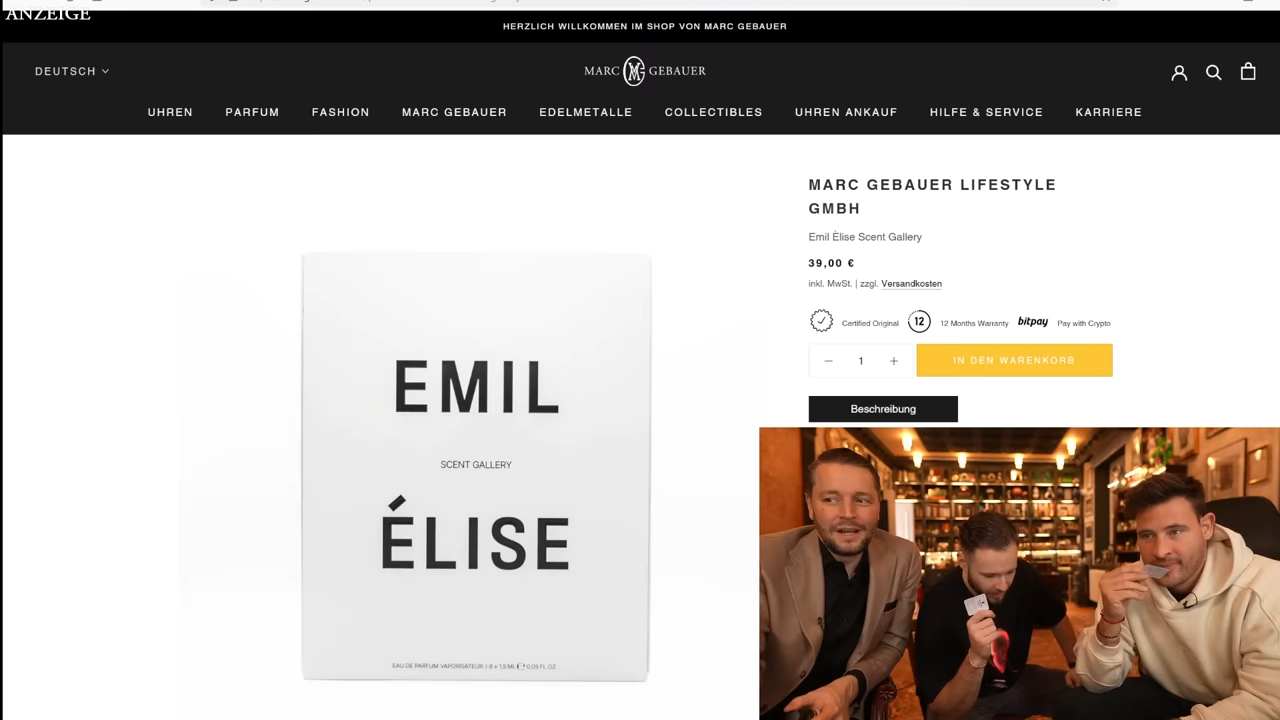 ANZEIGE
HERZLICH WILLKOMMEN IM SHOP VON MARC GEBAUER
DEUTSCH
MARC GEBAUER
UHREN PARFUM FASHION MARC GEBAUER EDELMETALLE COLLECTIBLES UHREN ANKAUF HILFE & SERVICE KARRIERE
MARC GEBAUER LIFESTYLE
GMBH
Emil Èlise Scent Gallery
39,00 €
inkl. MwSt. | zzgl. Versandkosten
Certified Original 12 12 Months Warranty bitpay Pay with Crypto
− 1 + IN DEN WARENKORB
Beschreibung
EMIL
SCENT GALLERY
ÉLISE
EAU DE PARFUM VAPORISATEUR | 8 × 1,5 ML ℮ 0.05 FL.OZ.